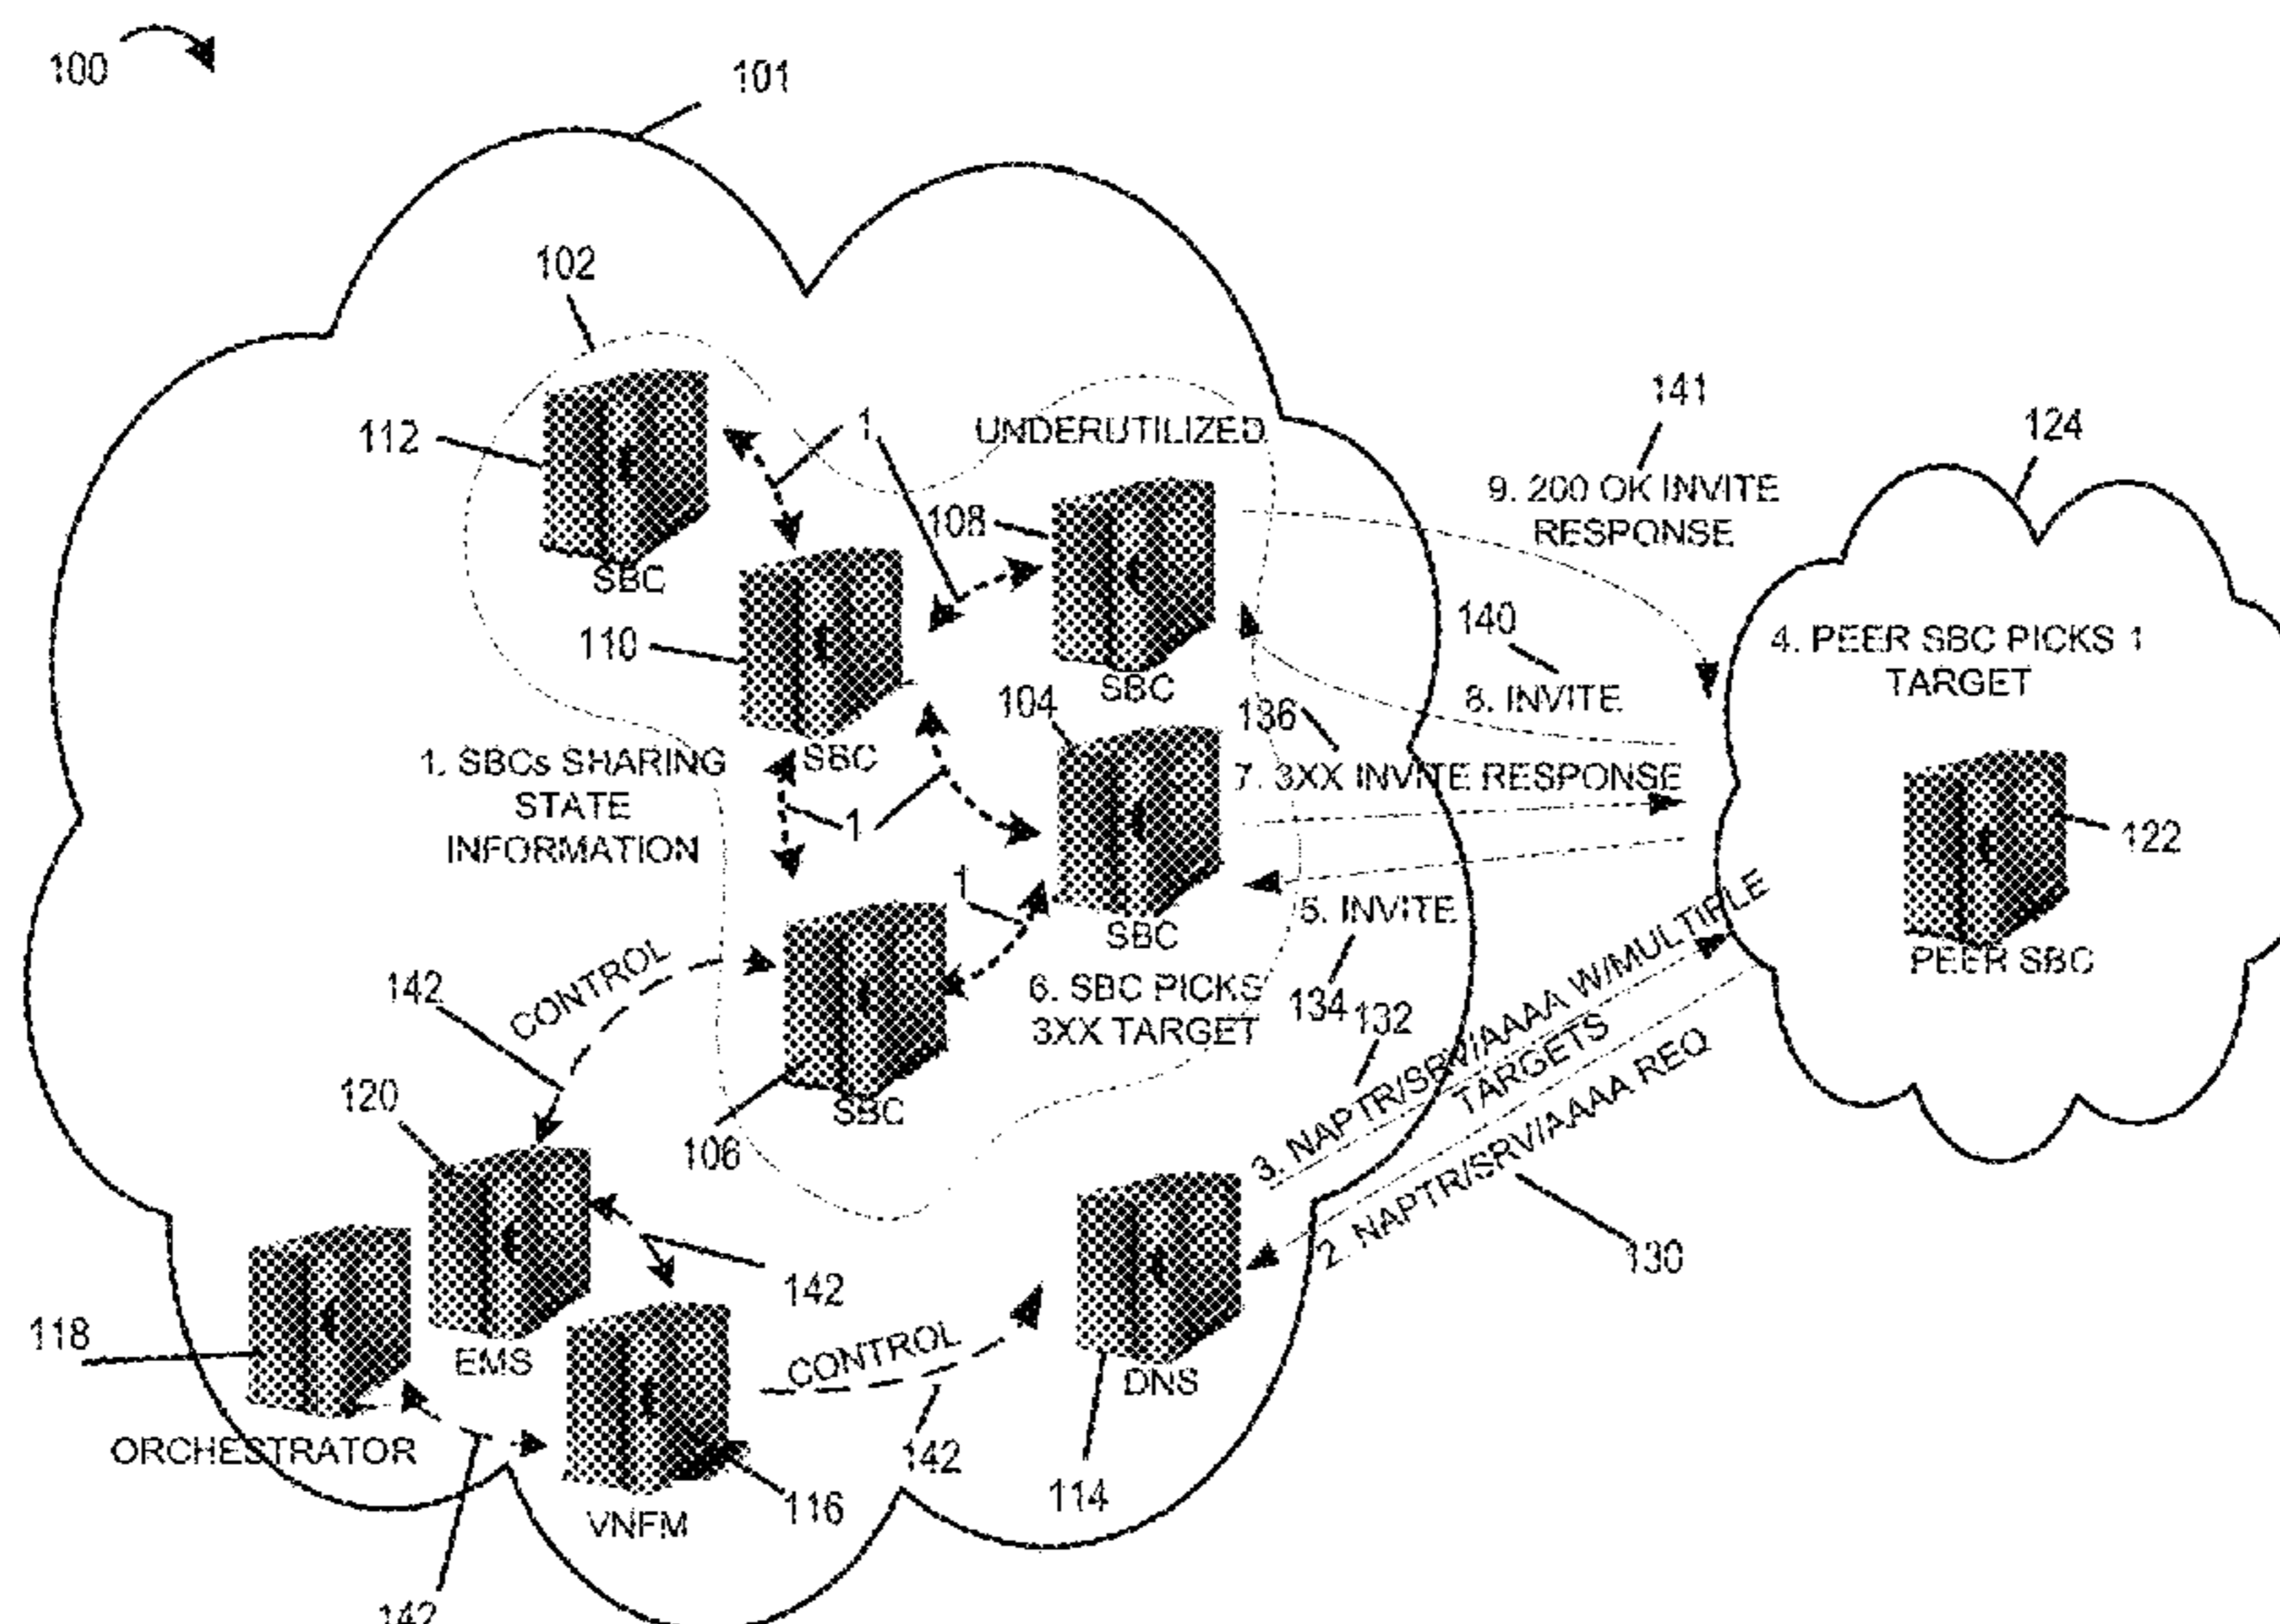 100
101
102
112
1
UNDERUTILIZED
141
124
9. 200 OK INVITE
RESPONSE
108
SBC
110
140
4. PEER SBC PICKS 1
TARGET
SBC
104
8. INVITE
136
1. SBCs SHARING
STATE
INFORMATION
SBC
7. 3XX INVITE RESPONSE
1
122
1
5. INVITE
SBC
PEER SBC
142
CONTROL
6. SBC PICKS
3XX TARGET
134
132
3. NAPTR/SRV/AAAA W/MULTIPLE
TARGETS
2. NAPTR/SRV/AAAA REQ
120
106
SBC
130
142
118
EMS
CONTROL
DNS
ORCHESTRATOR
142
116
114
VNFM
142